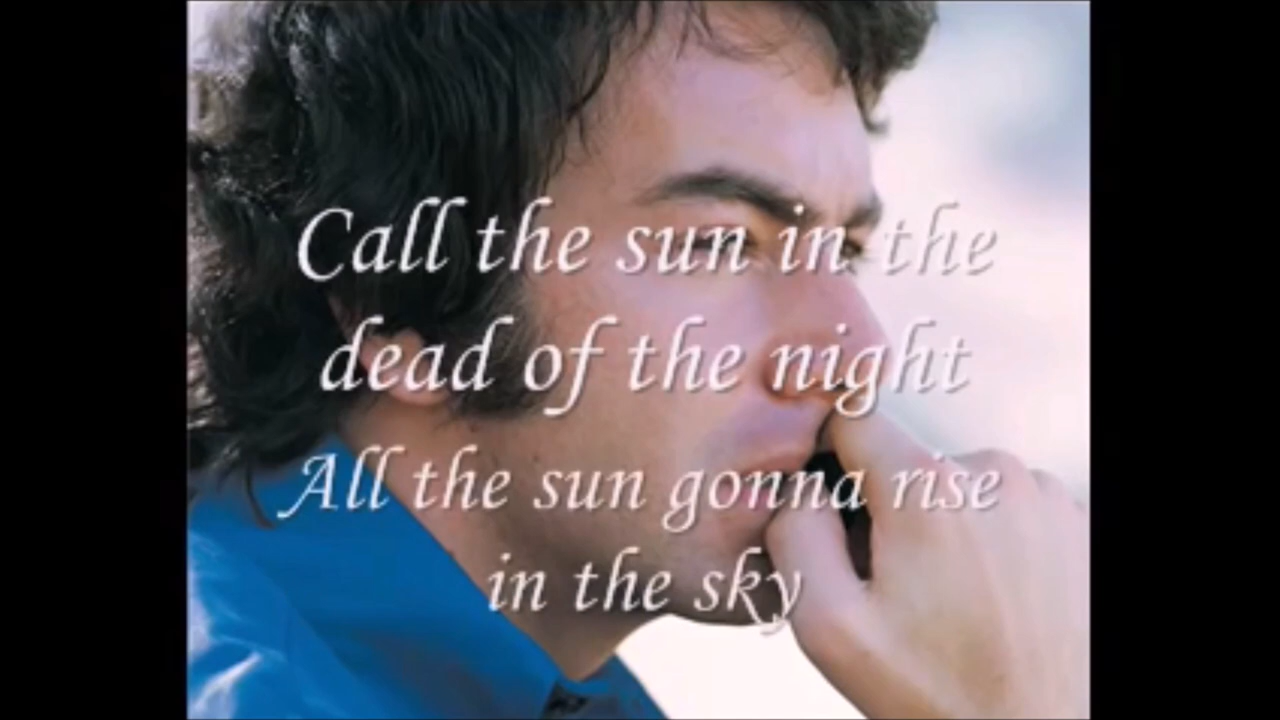 Call the sun in the
dead of the night
All the sun gonna rise
in the sky